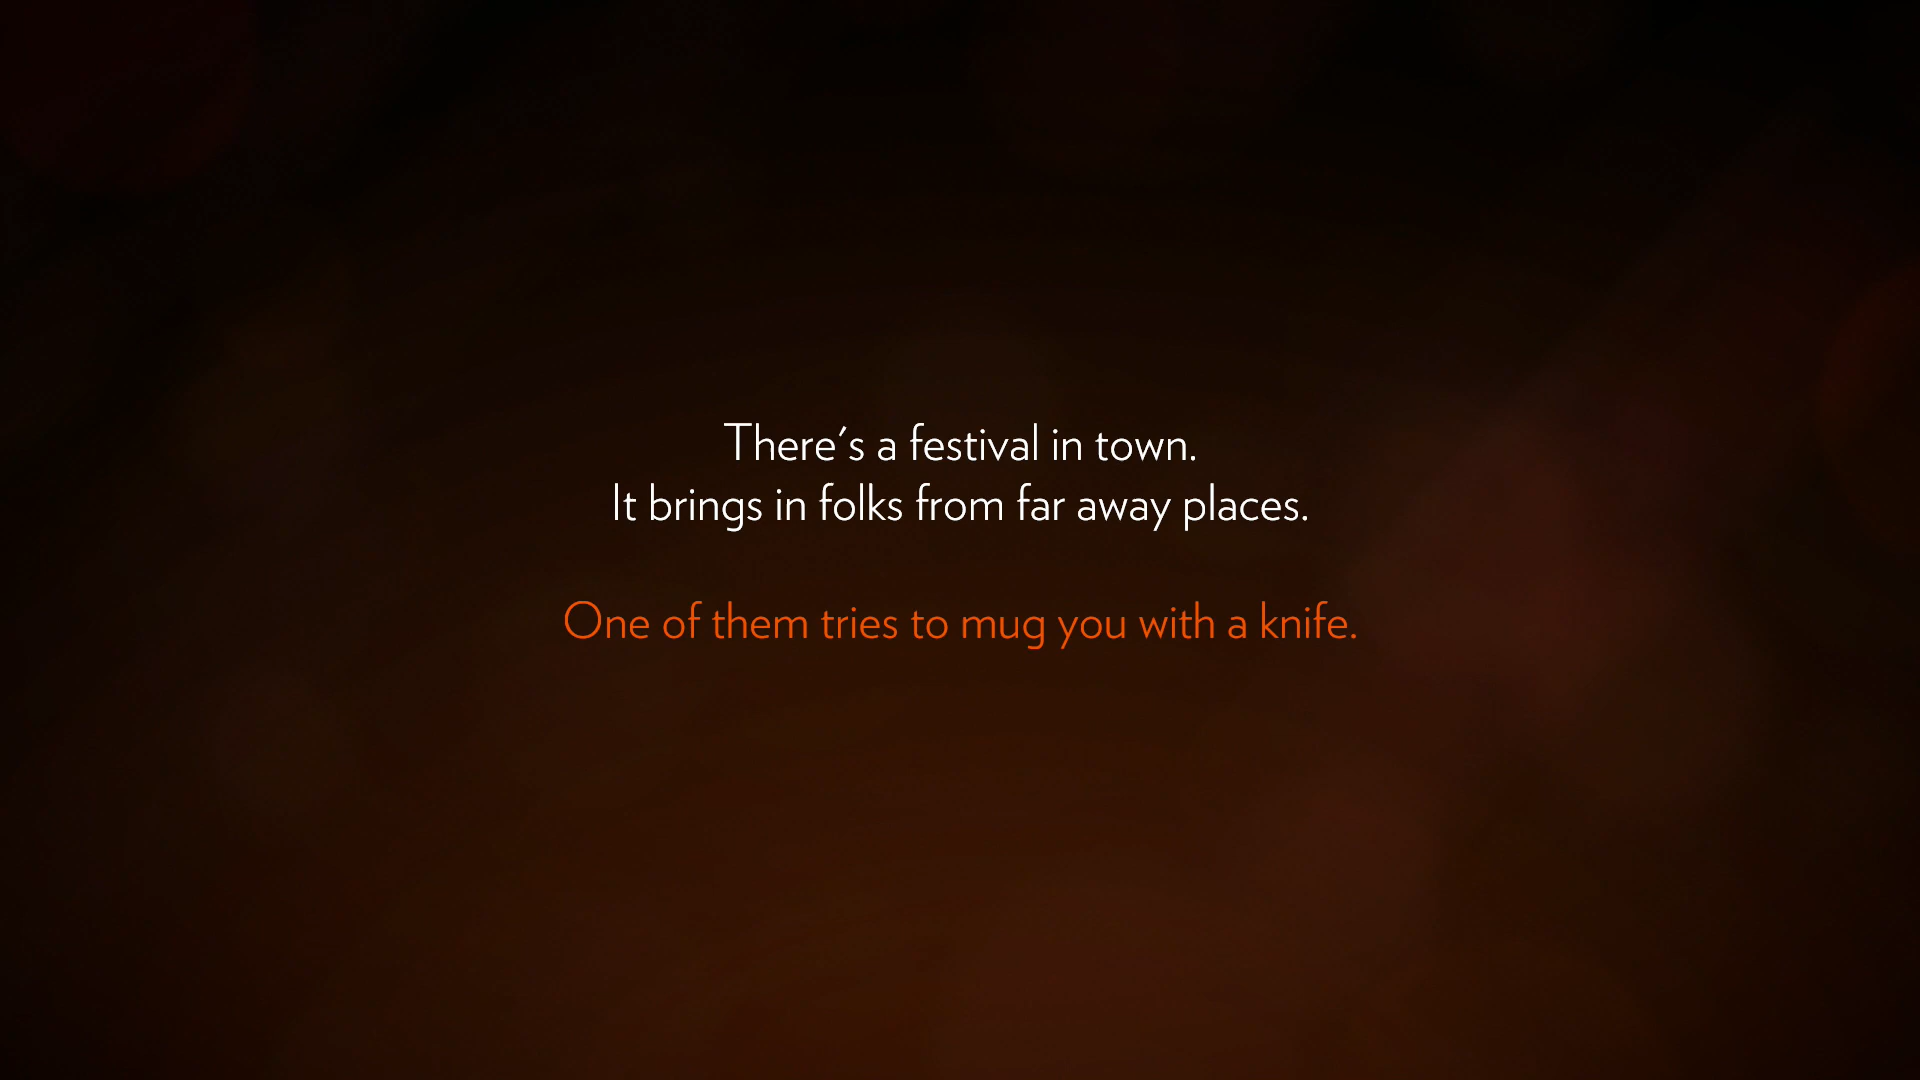 There's a festival in town.
It brings in folks from far away places.
One of them tries to mug you with a knife.